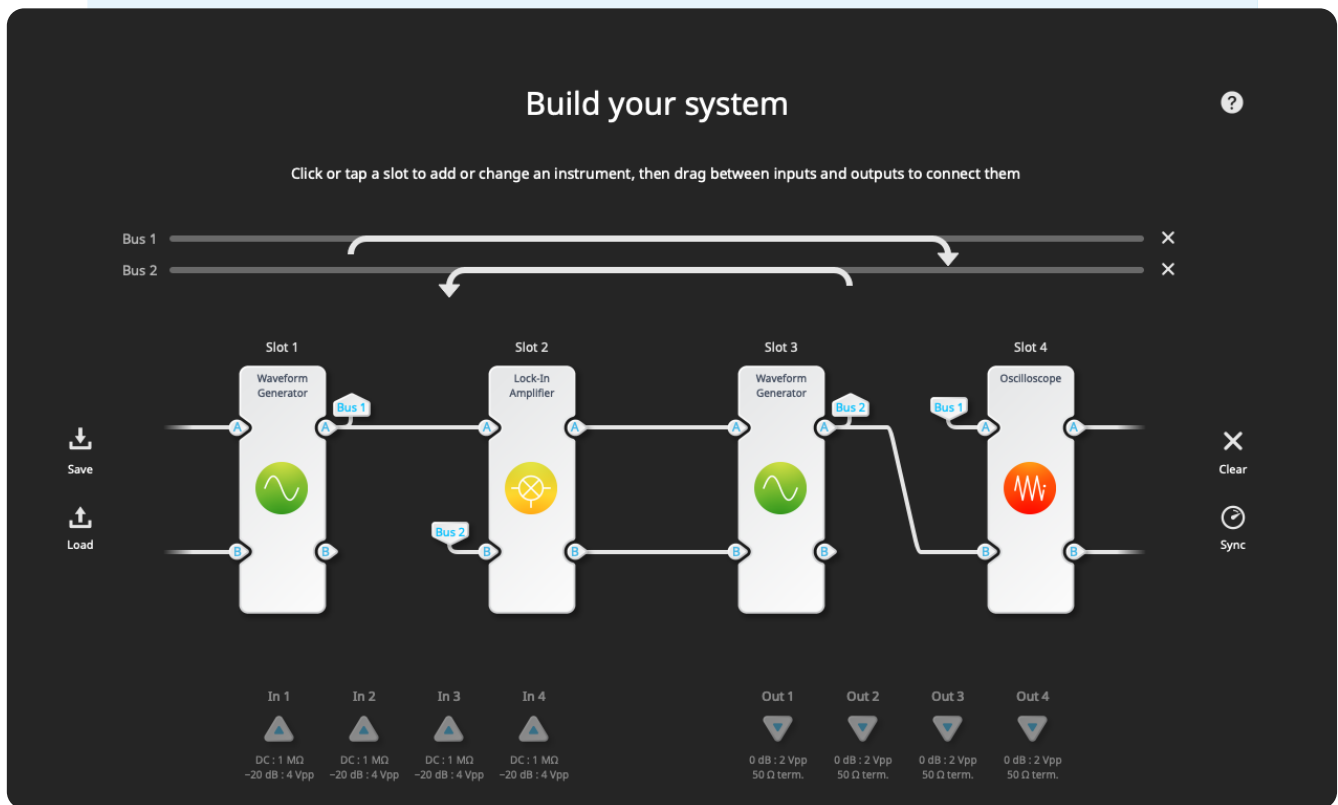 Build your system
?
Click or tap a slot to add or change an instrument, then drag between inputs and outputs to connect them
Bus 1
Bus 2
Slot 1
Slot 2
Slot 3
Slot 4
Waveform
Generator
Lock-In
Amplifier
Waveform
Generator
Oscilloscope
Bus 1
Bus 2
Bus 1
A
A
A
A
A
A
A
A
Save
Clear
Bus 2
Load
Sync
B
B
B
B
B
B
B
B
In 1
In 2
In 3
In 4
Out 1
Out 2
Out 3
Out 4
DC : 1 MΩ
−20 dB : 4 Vpp
DC : 1 MΩ
−20 dB : 4 Vpp
DC : 1 MΩ
−20 dB : 4 Vpp
DC : 1 MΩ
−20 dB : 4 Vpp
0 dB : 2 Vpp
50 Ω term.
0 dB : 2 Vpp
50 Ω term.
0 dB : 2 Vpp
50 Ω term.
0 dB : 2 Vpp
50 Ω term.